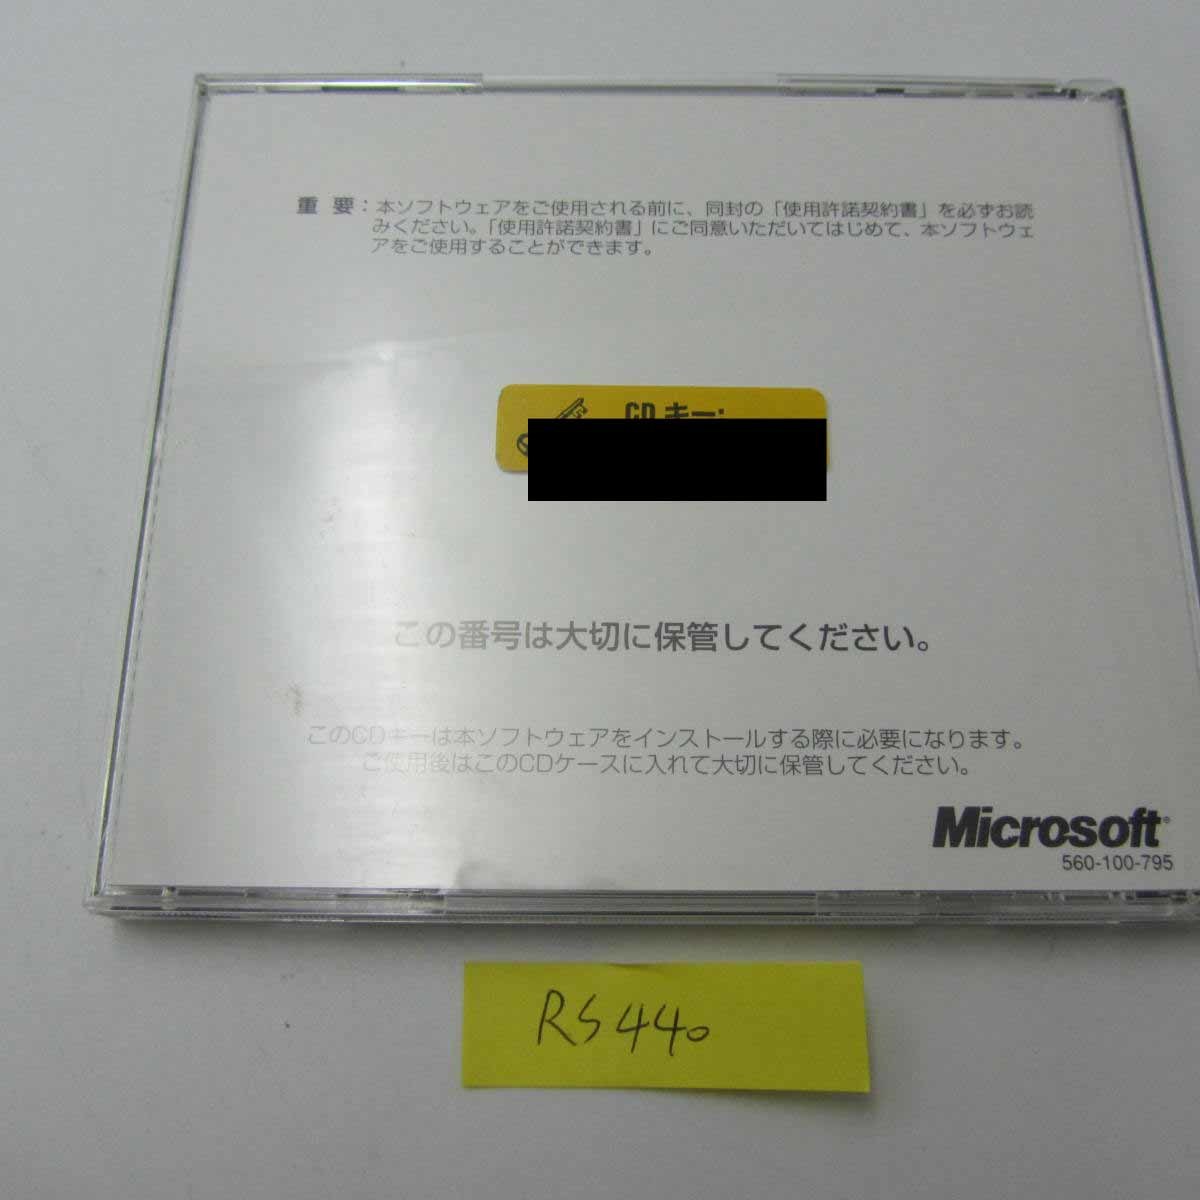 重 要：本ソフトウェアをご使用される前に、同封の「使用許諾契約書」を必ずお読
みください。「使用許諾契約書」にご同意いただいてはじめて、本ソフトウェ
アをご使用することができます。
CD キー:
この番号は大切に保管してください。
このCDキーは本ソフトウェアをインストールする際に必要になります。
ご使用後はこのCDケースに入れて大切に保管してください。
Microsoft®
560-100-795
RS440